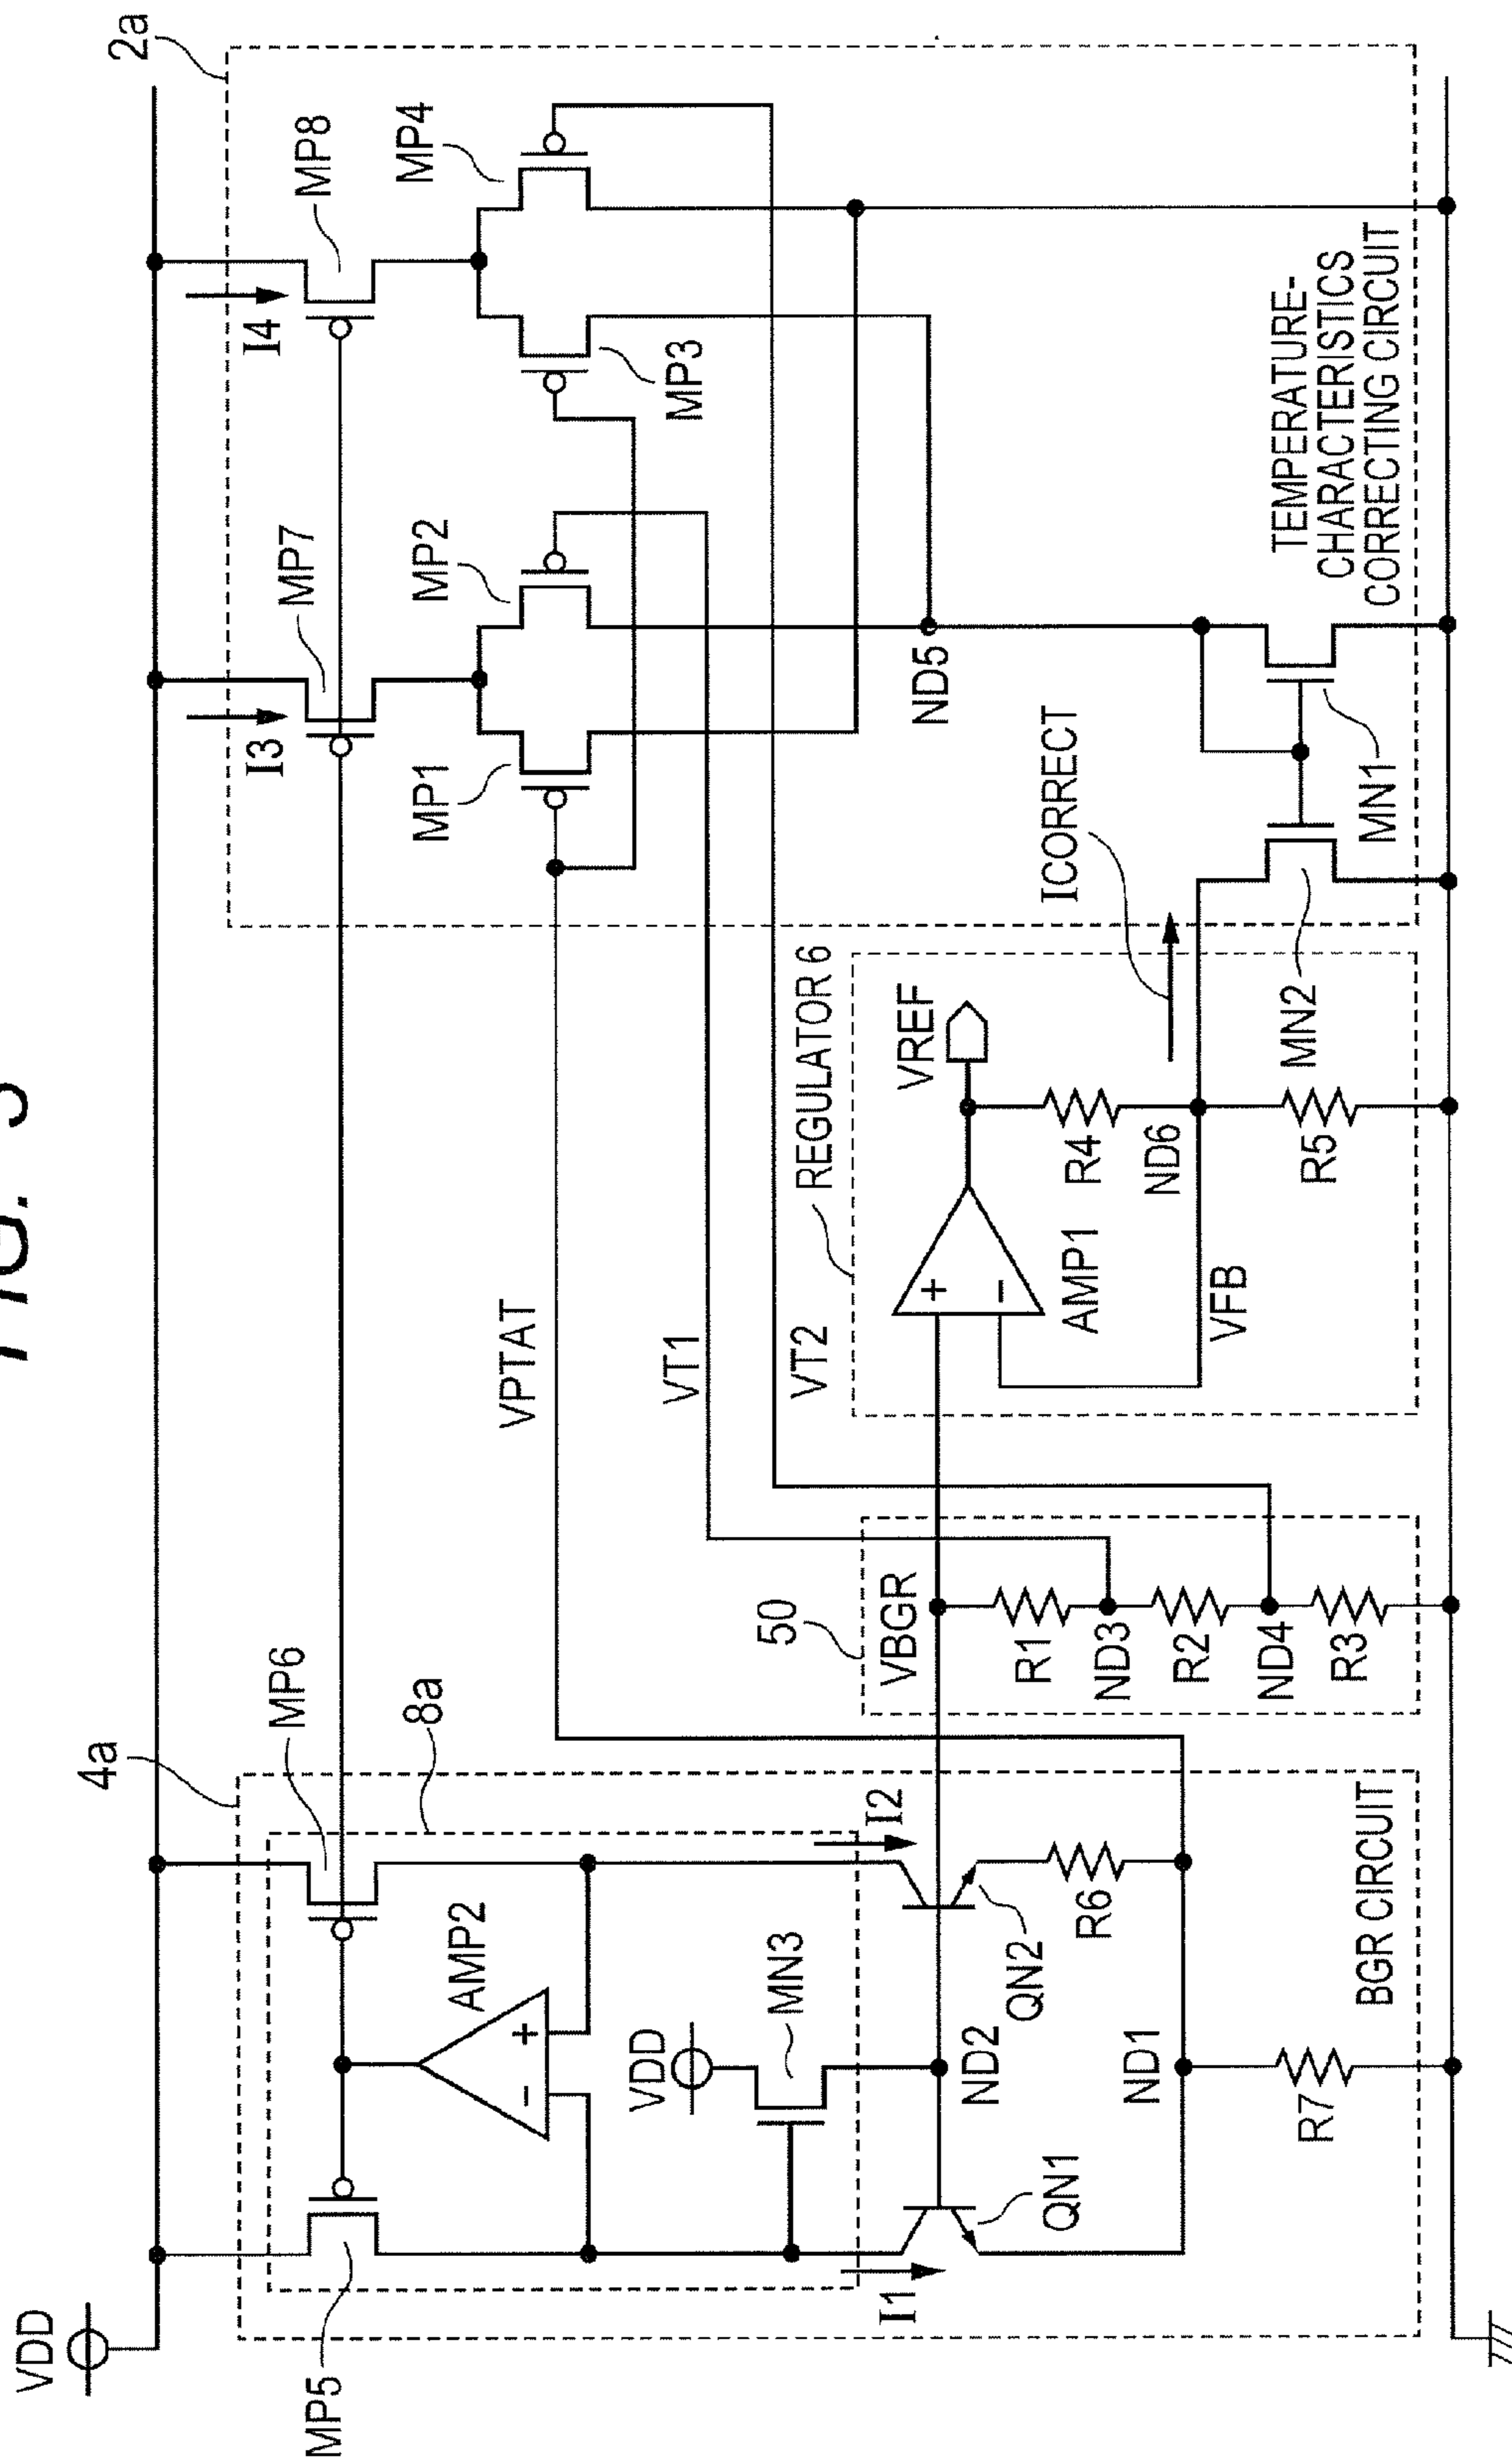 FIG. 3
VDD
4a
MP6
8a
MP5
AMP2
-
+
VDD
MN3
I1
I2
QN1
QN2
ND2
R6
ND1
R7
BGR CIRCUIT
50
VBGR
R1
ND3
R2
ND4
R3
VPTAT
VT1
VT2
REGULATOR 6
+
-
AMP1
VREF
R4
ND6
VFB
R5
ICORRECT
2a
I3
MP7
I4
MP8
MP1
MP2
MP3
MP4
ND5
MN2
MN1
TEMPERATURE-
CHARACTERISTICS
CORRECTING CIRCUIT